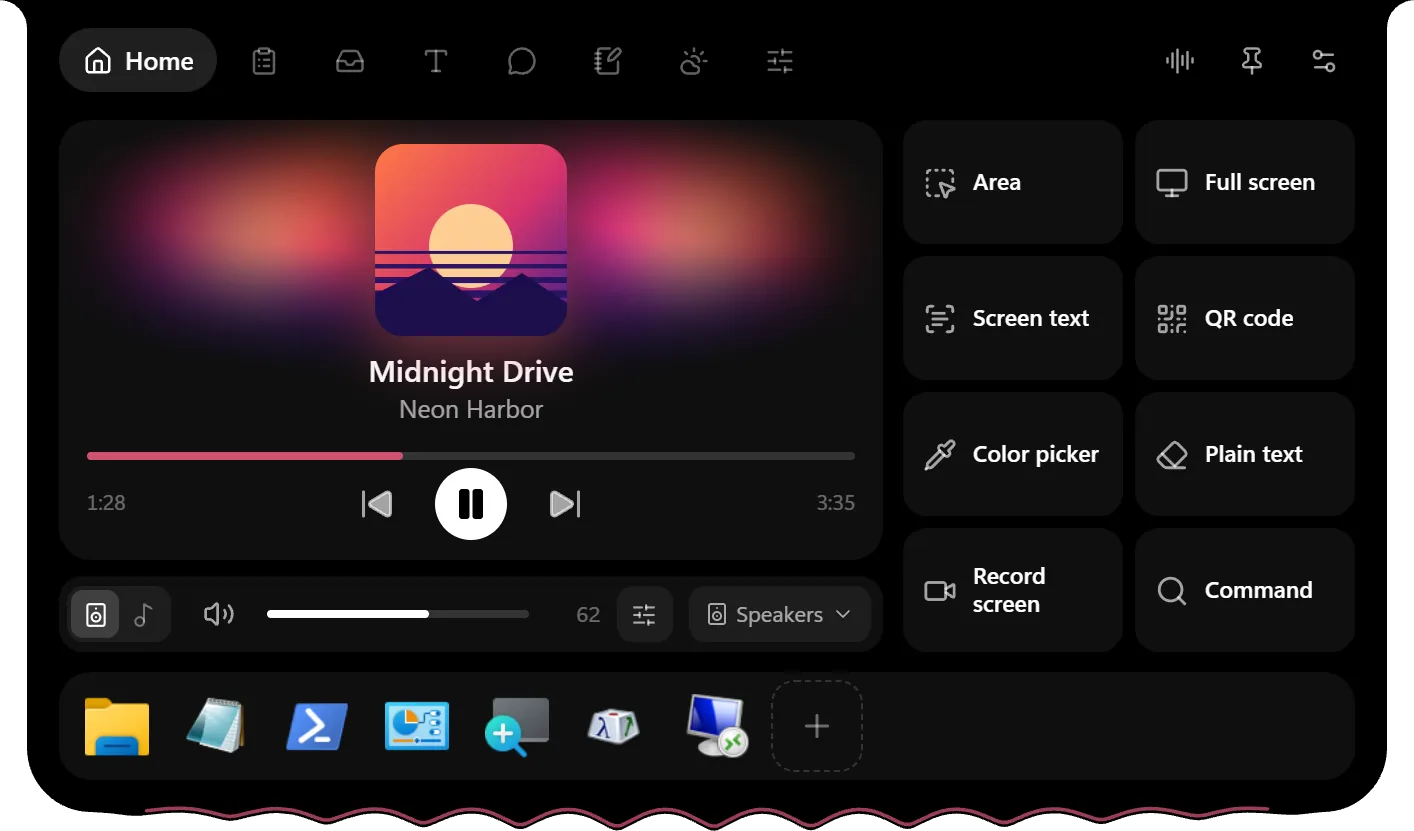 Home
Area
Full screen
Screen text
QR code
Midnight Drive
Neon Harbor
Color picker
Plain text
1:28
3:35
Record
screen
Command
62
Speakers